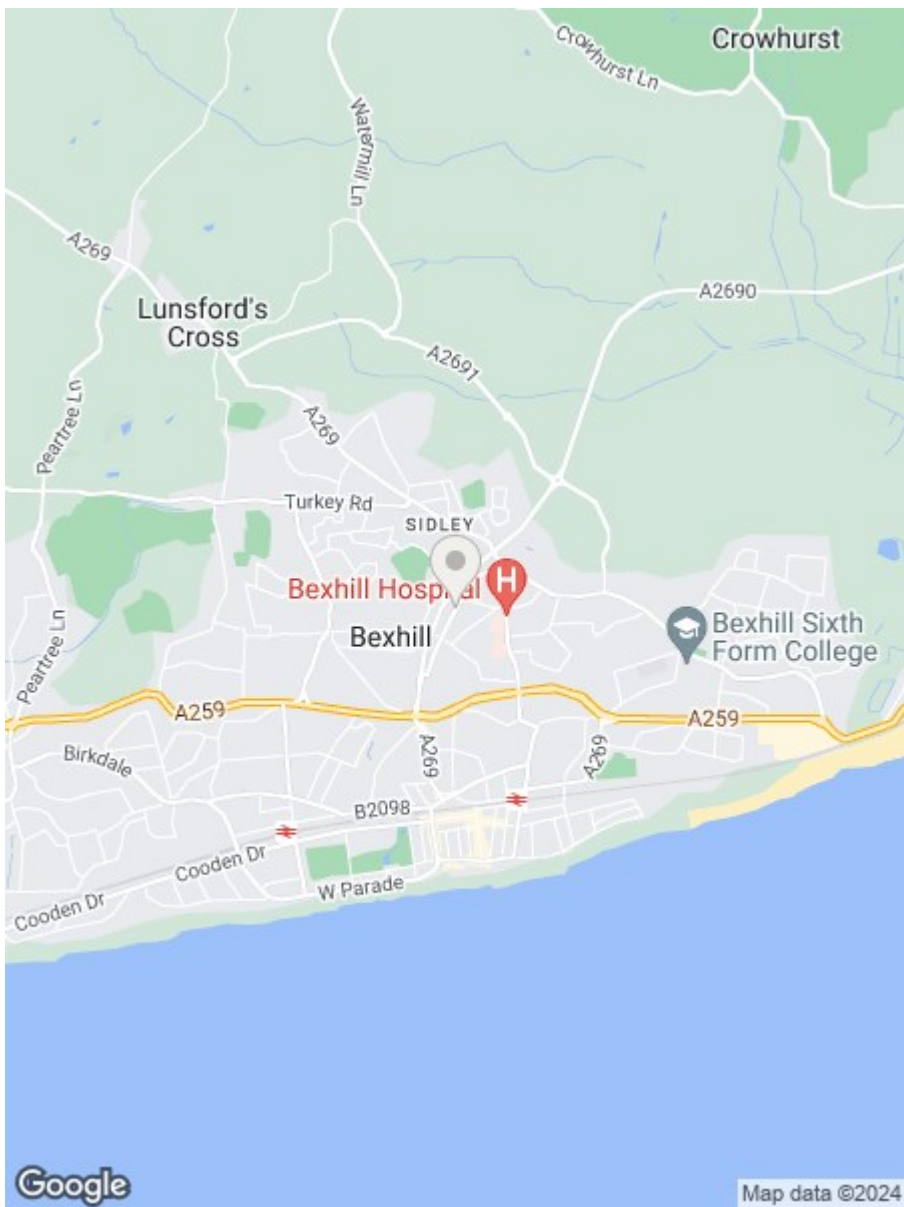 Crowhurst
Crowhurst Ln
Watermill Ln
A269
A2690
Lunsford's
Cross
A2691
Peartree Ln
A269
Turkey Rd
SIDLEY
Bexhill Hospital
H
Bexhill
Bexhill Sixth
Form College
Peartree Ln
A259
A259
Birkdale
A269
A269
B2098
Cooden Dr
W Parade
Cooden Dr
Google
Map data ©2024